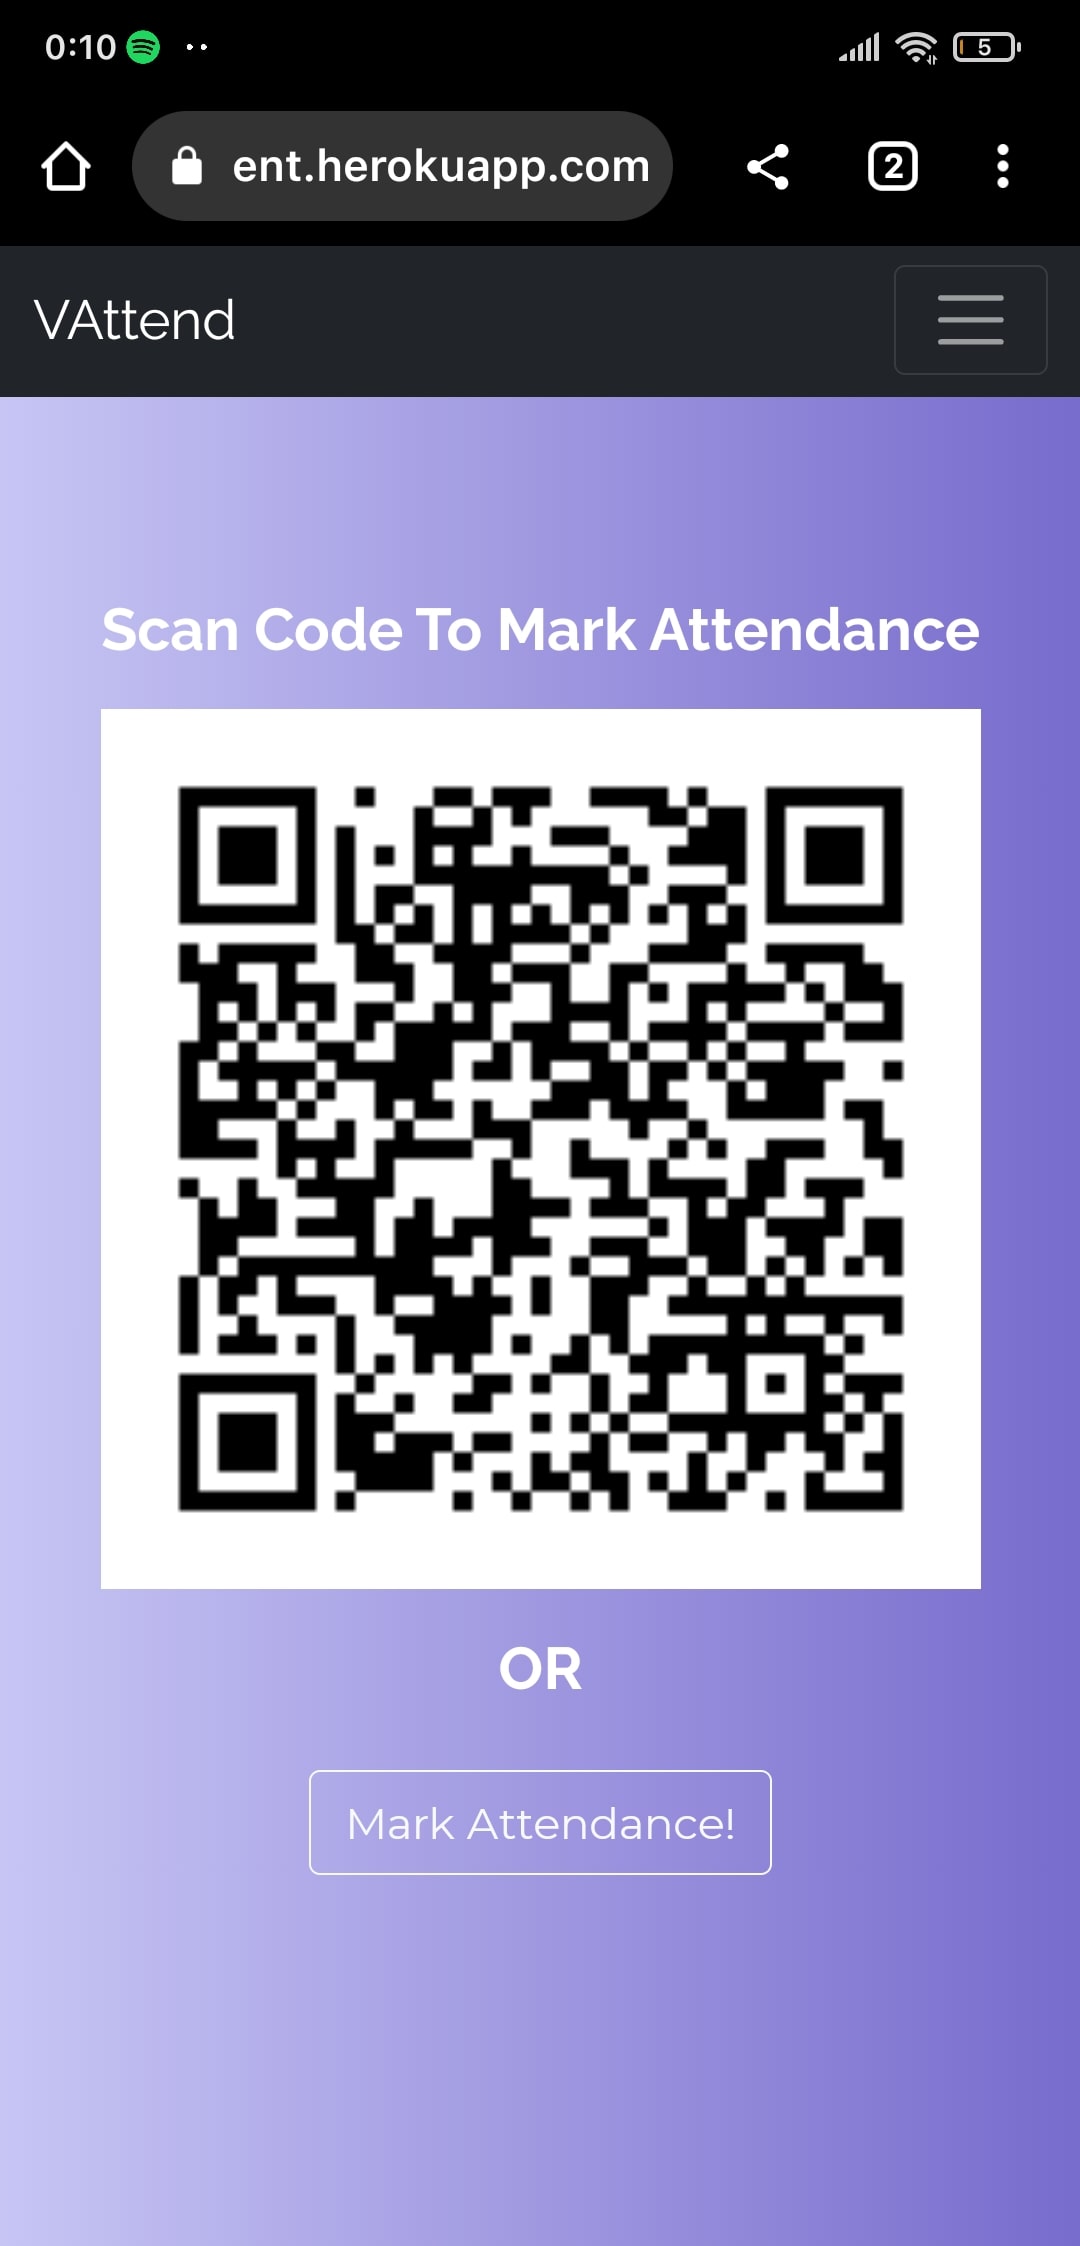 0:10
5
ent.herokuapp.com
2
VAttend
Scan Code To Mark Attendance
OR
Mark Attendance!